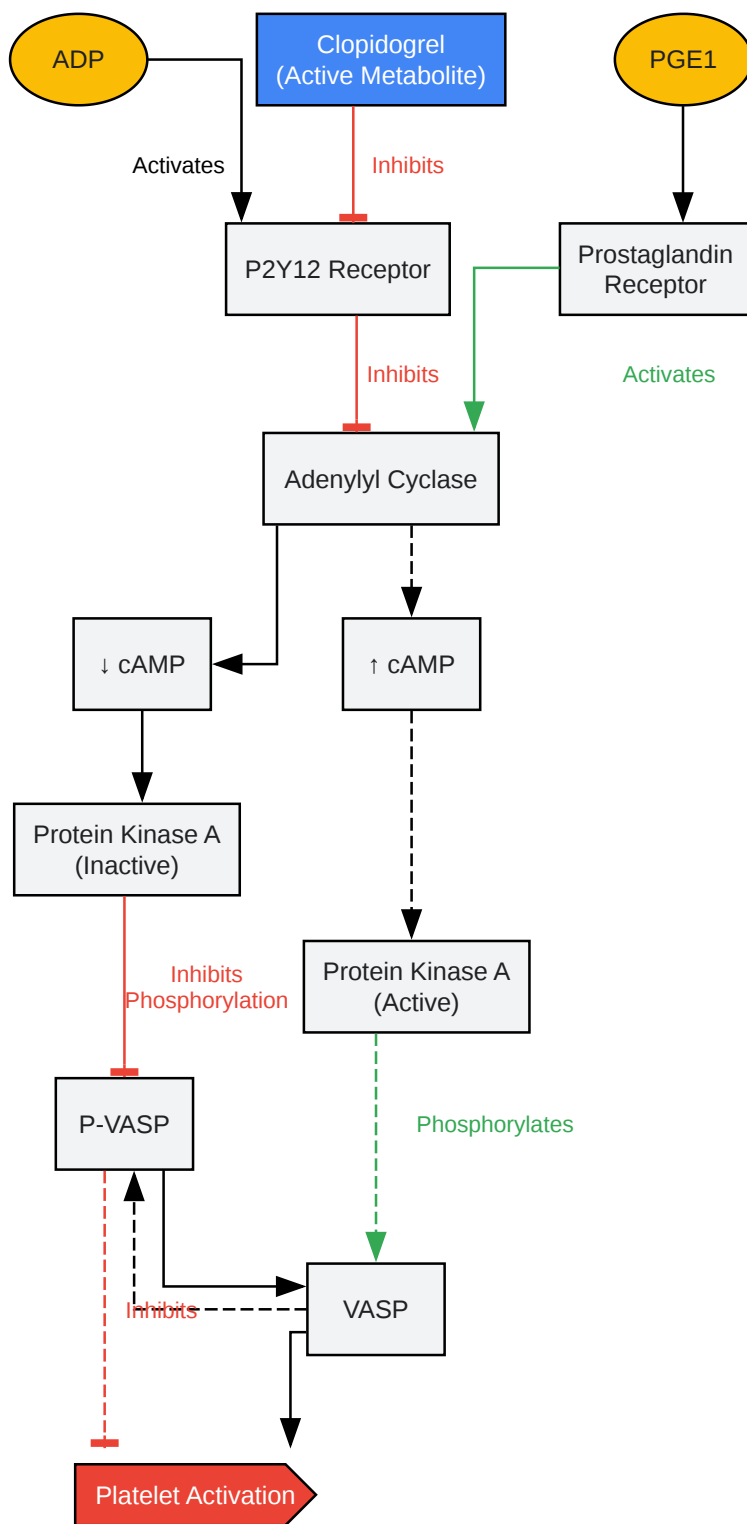 ADP
Clopidogrel
(Active Metabolite)
PGE1
Activates
Inhibits
P2Y12 Receptor
Prostaglandin
Receptor
Inhibits
Activates
Adenylyl Cyclase
↓ cAMP
↑ cAMP
Protein Kinase A
(Inactive)
Protein Kinase A
(Active)
Inhibits
Phosphorylation
P-VASP
Phosphorylates
VASP
Inhibits
Platelet Activation